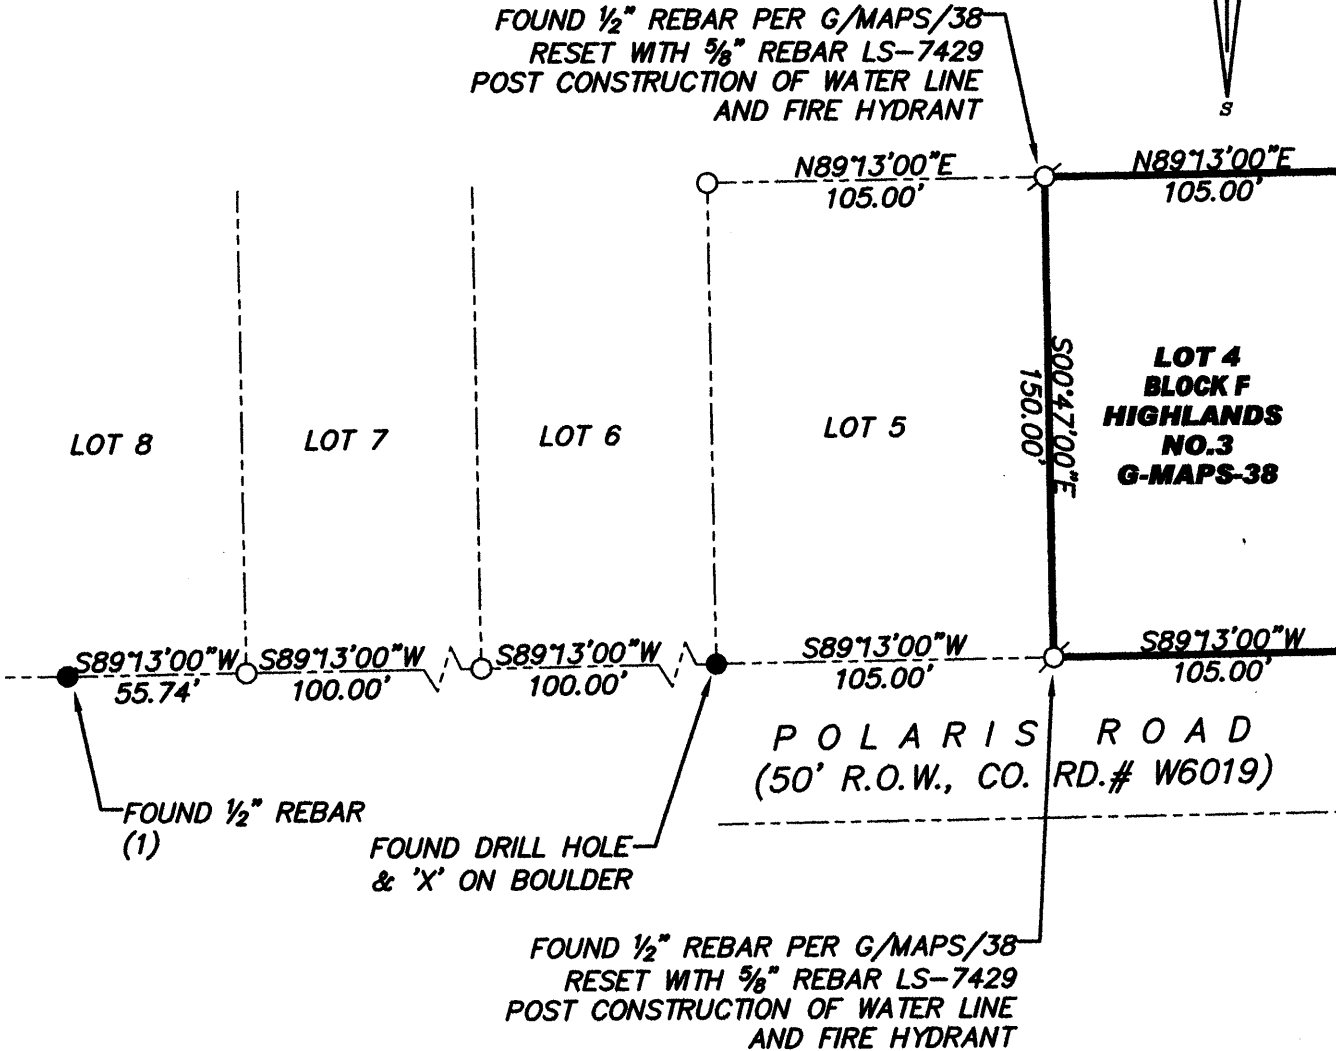 FOUND ½" REBAR PER G/MAPS/38
RESET WITH ⅝" REBAR LS-7429
POST CONSTRUCTION OF WATER LINE
AND FIRE HYDRANT
S
N89°13'00"E
105.00'
N89°13'00"E
105.00'
S00°47'00"E
150.00'
LOT 4
BLOCK F
HIGHLANDS
NO.3
G-MAPS-38
LOT 8
LOT 7
LOT 6
LOT 5
S89°13'00"W
55.74'
S89°13'00"W
100.00'
S89°13'00"W
100.00'
S89°13'00"W
105.00'
S89°13'00"W
105.00'
POLARIS ROAD
(50' R.O.W., CO. RD.# W6019)
FOUND ½" REBAR
(1)
FOUND DRILL HOLE
& 'X' ON BOULDER
FOUND ½" REBAR PER G/MAPS/38
RESET WITH ⅝" REBAR LS-7429
POST CONSTRUCTION OF WATER LINE
AND FIRE HYDRANT